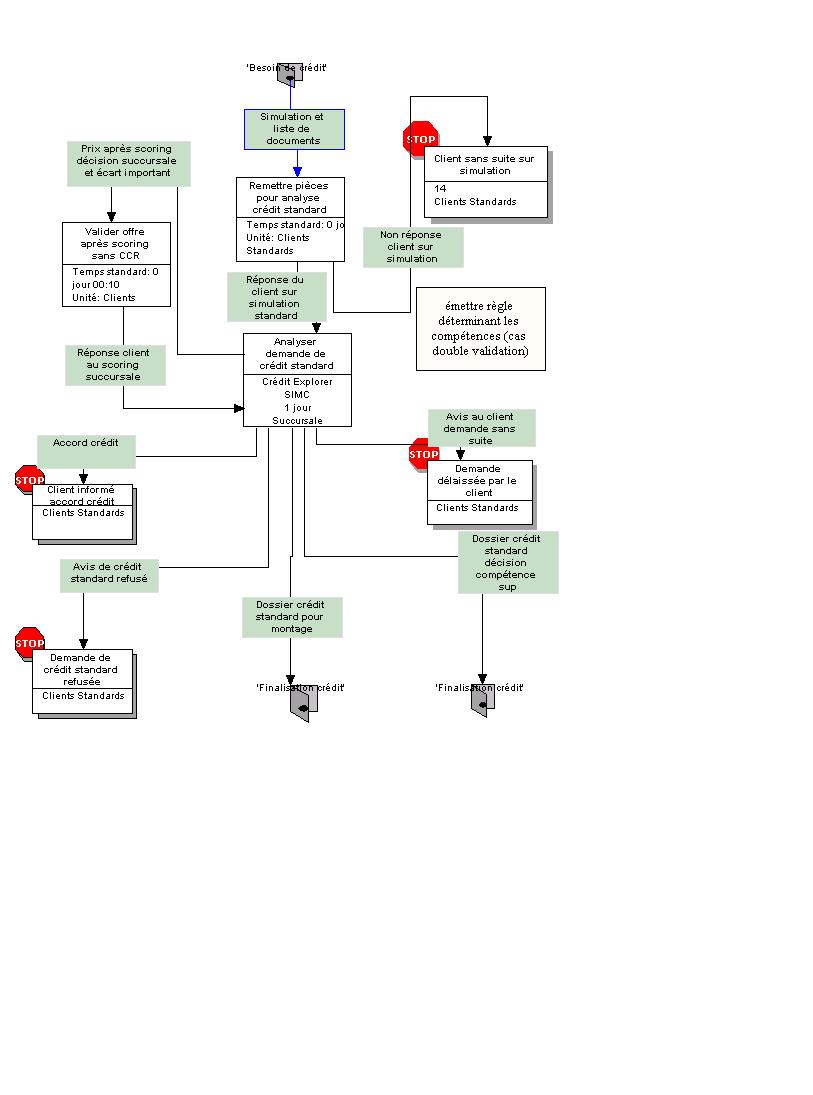 'Besoin de crédit'
Simulation et
liste de
documents
Prix après scoring
décision succursale
et écart important
STOP
Client sans suite sur
simulation
14
Clients Standards
Remettre pièces
pour analyse
crédit standard
Temps standard: 0 jo
Unité: Clients
Standards
Valider offre
après scoring
sans CCR
Temps standard: 0
jour 00:10
Unité: Clients
Non réponse
client sur
simulation
Réponse du
client sur
simulation
standard
émettre règle
déterminant les
compétences (cas
double validation)
Analyser
demande de
crédit standard
Crédit Explorer
SIMC
1 jour
Succursale
Réponse client
au scoring
succursale
Avis au client
demande sans
suite
Accord crédit
STOP
Demande
délaissée par le
client
Clients Standards
STOP
Client informé
accord crédit
Clients Standards
Dossier crédit
standard
décision
compétence
sup
Avis de crédit
standard refusé
Dossier crédit
standard pour
montage
STOP
Demande de
crédit standard
refusée
Clients Standards
'Finalisation crédit'
'Finalisation crédit'